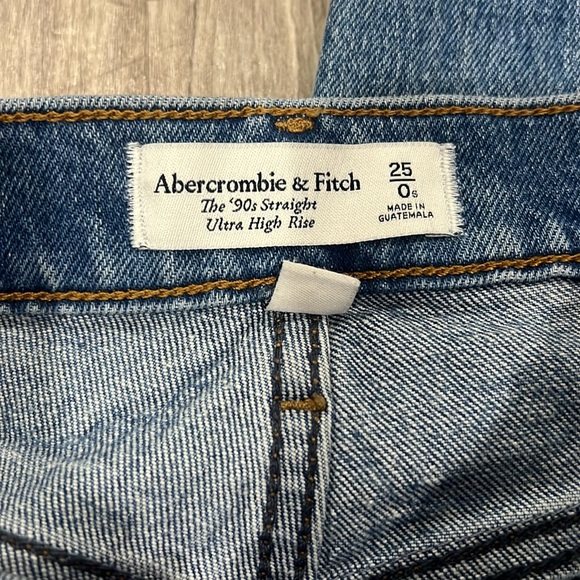 Abercrombie & Fitch
The ‘90s Straight
Ultra High Rise
25
0s
MADE IN
GUATEMALA